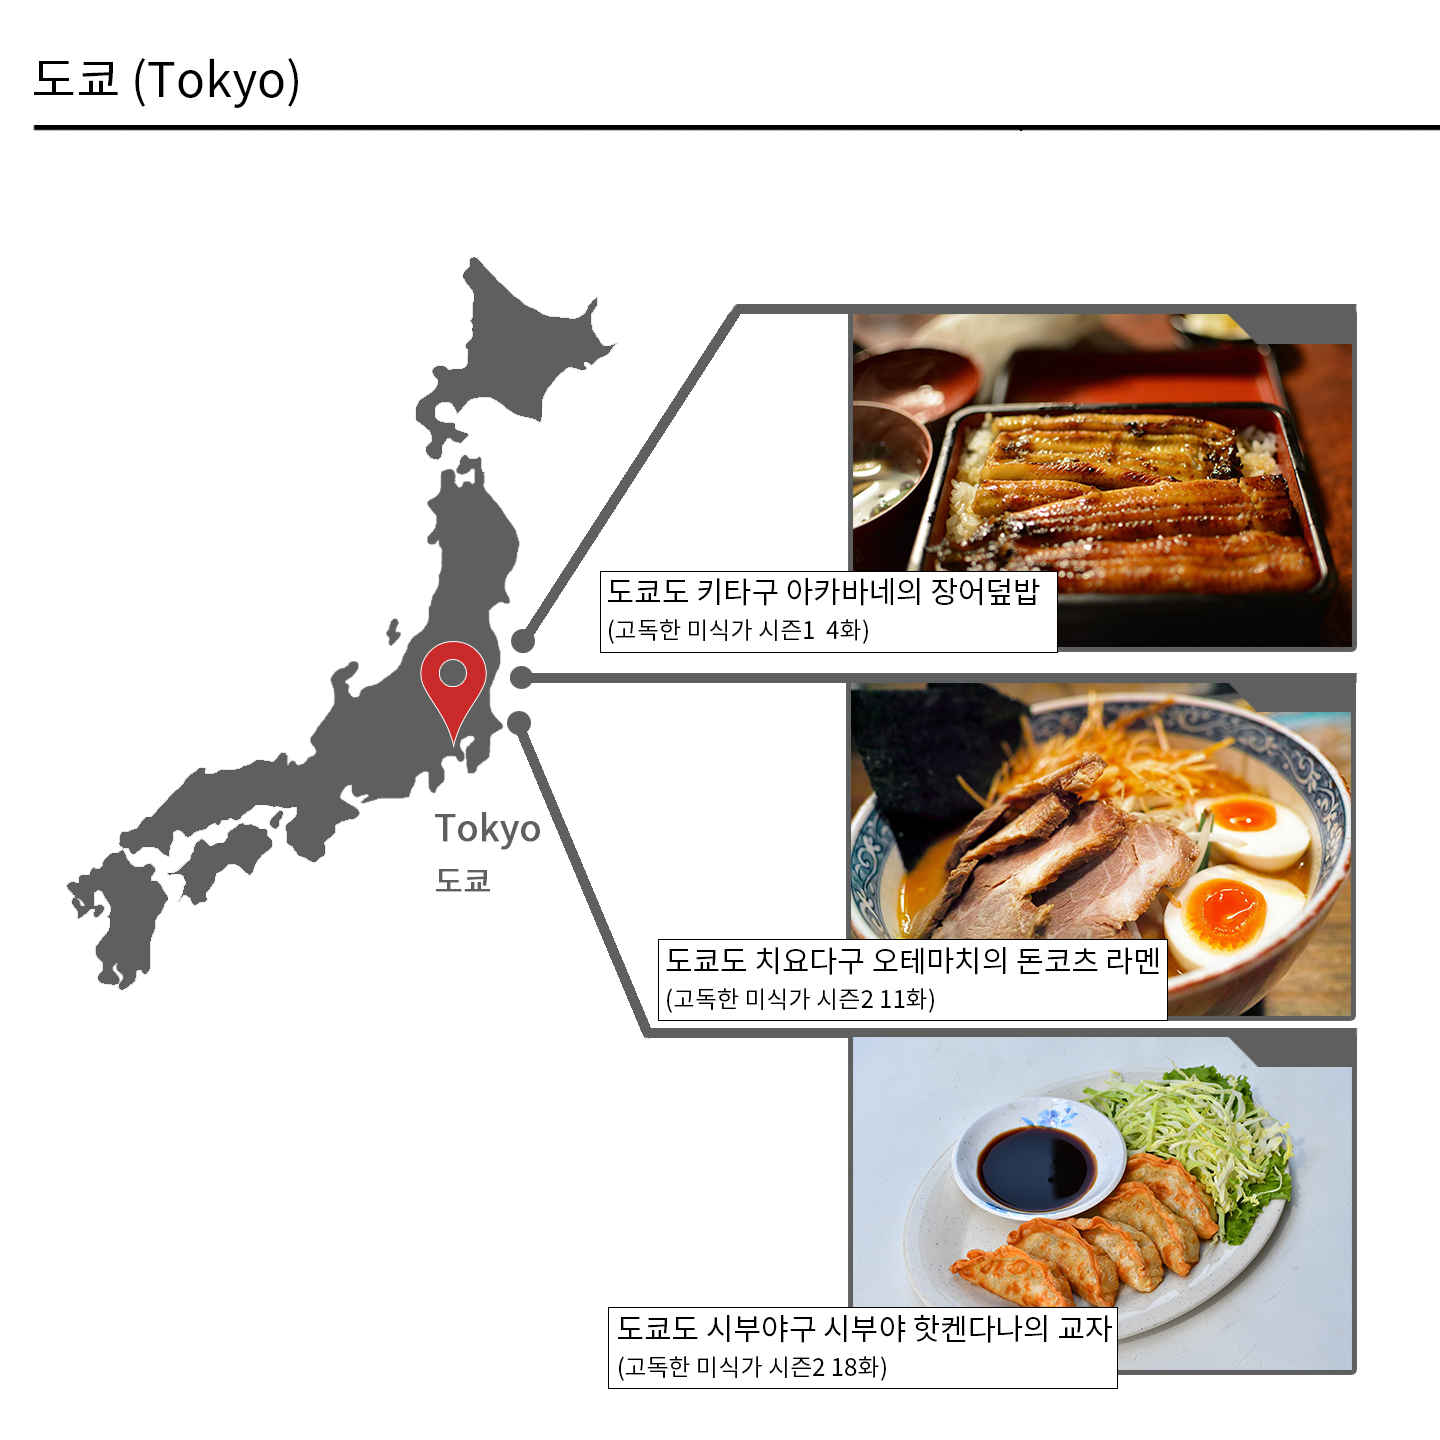 도쿄 (Tokyo)
도쿄도 키타구 아카바네의 장어덮밥
(고독한 미식가 시즌1 4화)
Tokyo
도쿄
도쿄도 치요다구 오테마치의 돈코츠 라멘
(고독한 미식가 시즌2 11화)
도쿄도 시부야구 시부야 핫켄다나의 교자
(고독한 미식가 시즌2 18화)